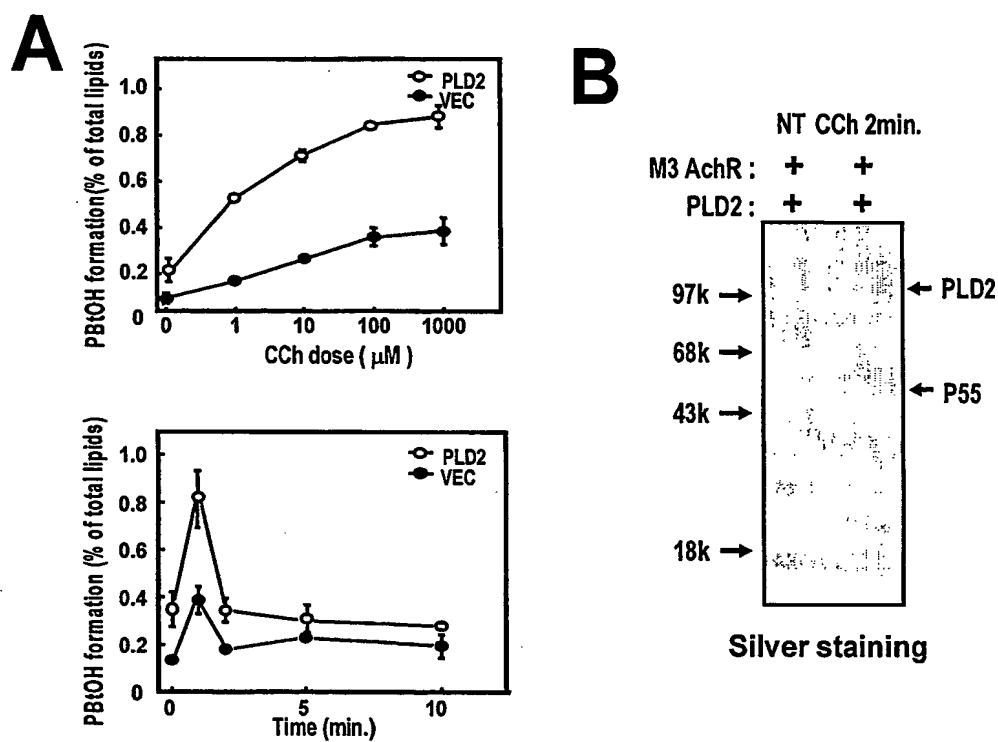 A
PBtOH formation(% of total lipids)
1.0
0.8
0.6
0.4
0.2
0
PLD2
VEC
0 1 10 100 1000
CCh dose ( µM )
PBtOH formation (% of total lipids)
1.0
0.8
0.6
0.4
0.2
0
PLD2
VEC
0 5 10
Time (min.)
B
NT CCh 2min.
M3 AchR : + +
PLD2 : + +
97k
68k
43k
18k
PLD2
P55
Silver staining